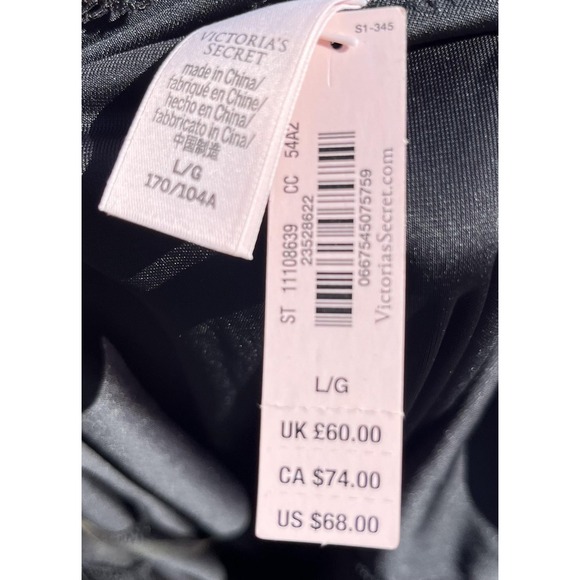 VICTORIA'S
SECRET
made in China/
fabriqué en Chine/
hecho en China/
fabbricato in Cina/
中国制造
L/G
170/104A
S1-345
ST 11108639 CC 54A2
23528622
0667545075759
VictoriasSecret.com
L/G
UK £60.00
CA $74.00
US $68.00